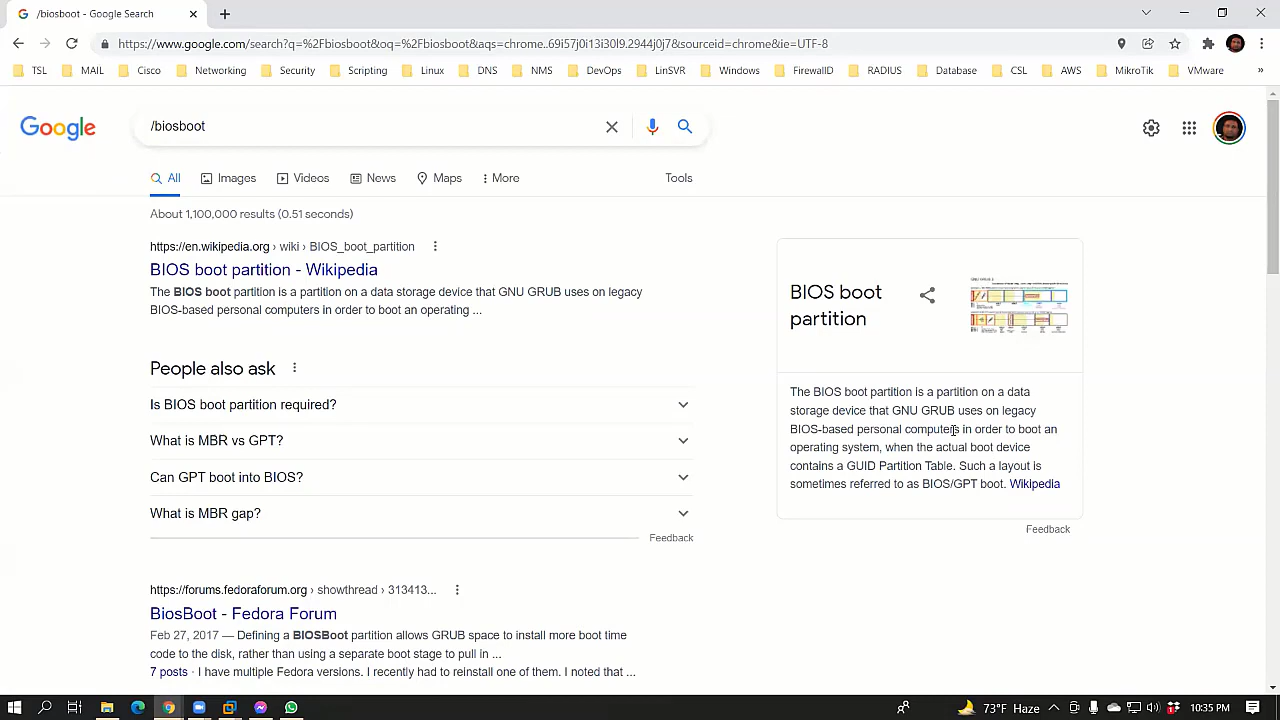 /biosboot - Google Search
https://www.google.com/search?q=%2Fbiosboot&oq=%2Fbiosboot&aqs=chrome..69i57j0i13i30l9.2944j0j7&sourceid=chrome&ie=UTF-8
TSL MAIL Cisco Networking Security Scripting Linux DNS NMS DevOps LinSVR Windows FirewallD RADIUS Database CSL AWS MikroTik VMware »
Google
/biosboot
All Images Videos News Maps More Tools
About 1,100,000 results (0.51 seconds)
https://en.wikipedia.org › wiki › BIOS_boot_partition
BIOS boot partition - Wikipedia
The BIOS boot partition is a partition on a data storage device that GNU GRUB uses on legacy
BIOS-based personal computers in order to boot an operating ...
People also ask
Is BIOS boot partition required?
What is MBR vs GPT?
Can GPT boot into BIOS?
What is MBR gap?
Feedback
https://forums.fedoraforum.org › showthread › 313413...
BiosBoot - Fedora Forum
Feb 27, 2017 — Defining a BIOSBoot partition allows GRUB space to install more boot time
code to the disk, rather than using a separate boot stage to pull in ...
7 posts · I have multiple Fedora versions. I recently had to reinstall one of them. I noted that ...
BIOS boot
partition
The BIOS boot partition is a partition on a data
storage device that GNU GRUB uses on legacy
BIOS-based personal computers in order to boot an
operating system, when the actual boot device
contains a GUID Partition Table. Such a layout is
sometimes referred to as BIOS/GPT boot. Wikipedia
Feedback
73°F Haze
10:35 PM